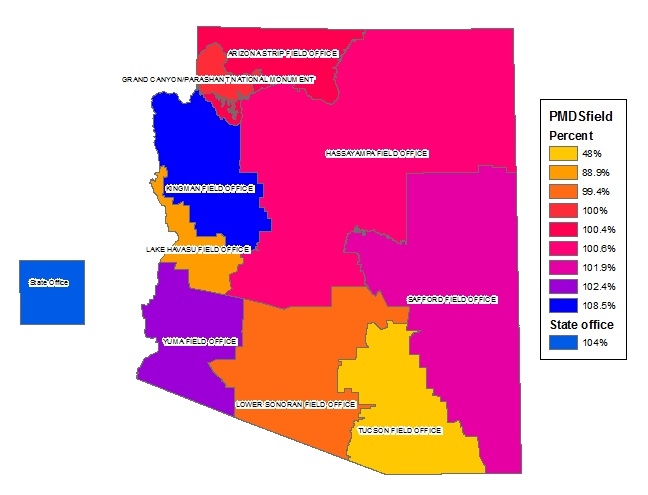 ARIZONA STRIP FIELD OFFICE
GRAND CANYON/PARASHANT NATIONAL MONUMENT
HASSAYAMPA FIELD OFFICE
KINGMAN FIELD OFFICE
LAKE HAVASU FIELD OFFICE
State Office
SAFFORD FIELD OFFICE
YUMA FIELD OFFICE
LOWER SONORAN FIELD OFFICE
TUCSON FIELD OFFICE
PMDSfield
Percent
48%
88.9%
99.4%
100%
100.4%
100.6%
101.9%
102.4%
108.5%
State office
104%